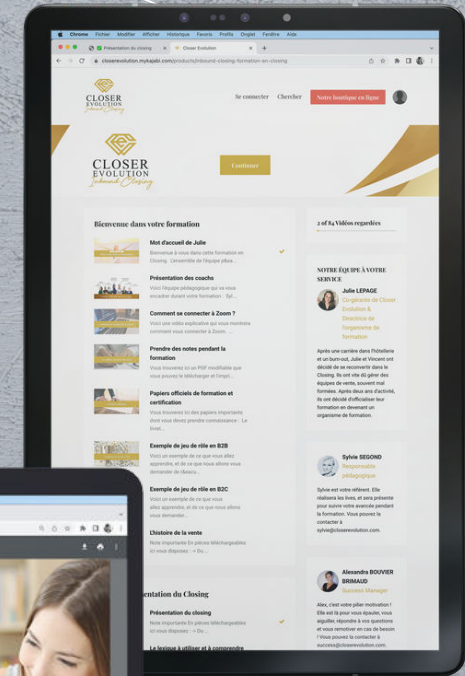 Chrome Fichier Modifier Afficher Historique Favoris Profils Onglet Fenêtre Aide
Présentation du closing
Closer Evolution
closerevolution.mykajabi.com/products/inbound-closing-formation-en-closing
CLOSER
EVOLUTION
Inbound Closing
Se connecter
Chercher
Notre boutique en ligne
CLOSER
EVOLUTION
Inbound Closing
Continuer
Bienvenue dans votre formation
Mot d'accueil de Julie
Bienvenue à vous dans cette formation en
Closing. L'ensemble de l'équipe
Présentation des coachs
Voici l'équipe pédagogique qui va vous
encadrer durant votre formation : Syl...
Comment se connecter à Zoom ?
Voici une vidéo explicative qui vous montrera
comment vous connecter à Zoom. ...
Prendre des notes pendant la
formation
Vous trouverez ici un PDF modifiable que
vous pouvez le télécharger et l'impri...
Papiers officiels de formation et
certification
Vous trouverez ici des papiers importants
dont vous devez prendre connaissance : Le
livret...
Exemple de jeu de rôle en B2B
Voici un exemple de ce que vous allez
apprendre, et de ce que nous allons vous
demander de r&eacu...
Exemple de jeu de rôle en B2C
Voici un exemple de ce que vous
allez apprendre, et de ce que nous allons
vous demander...
L'histoire de la vente
Note importante En pièces téléchargeables
ici vous disposez : • Du...
entation du Closing
Présentation du closing
Note importante En pièces téléchargeables
ici vous disposez : • Du...
Le lexique à utiliser et à comprendre
2 of 84 Vidéos regardées
NOTRE ÉQUIPE À VOTRE
SERVICE
Julie LEPAGE
Co-gérante de Closer
Evolution &
Directrice de
l'organisme de
formation
Après une carrière dans l'hôtellerie
et un burn-out, Julie et Vincent ont
décidé de se reconvertir dans le
Closing. Ils ont vite dû gérer des
équipes de vente, souvent mal
formées. Après deux ans d'activité,
ils ont décidé d'officialiser leur
formation en devenant un
organisme de formation.
Sylvie SEGOND
Responsable
pédagogique
Sylvie est votre référent. Elle
réalisera les lives, et sera présente
pour suivre votre avancée pendant
la formation. Vous pouvez la
contacter à
sylvie@closerevolution.com.
Alexandra BOUVIER
BRIMAUD
Success Manager
Alex, c'est votre pilier motivation !
Elle est là pour vous épauler, vous
aiguiller, répondre à vos questions
et vous remotiver en cas de besoin
! Vous pouvez la contacter à
success@closerevolution.com